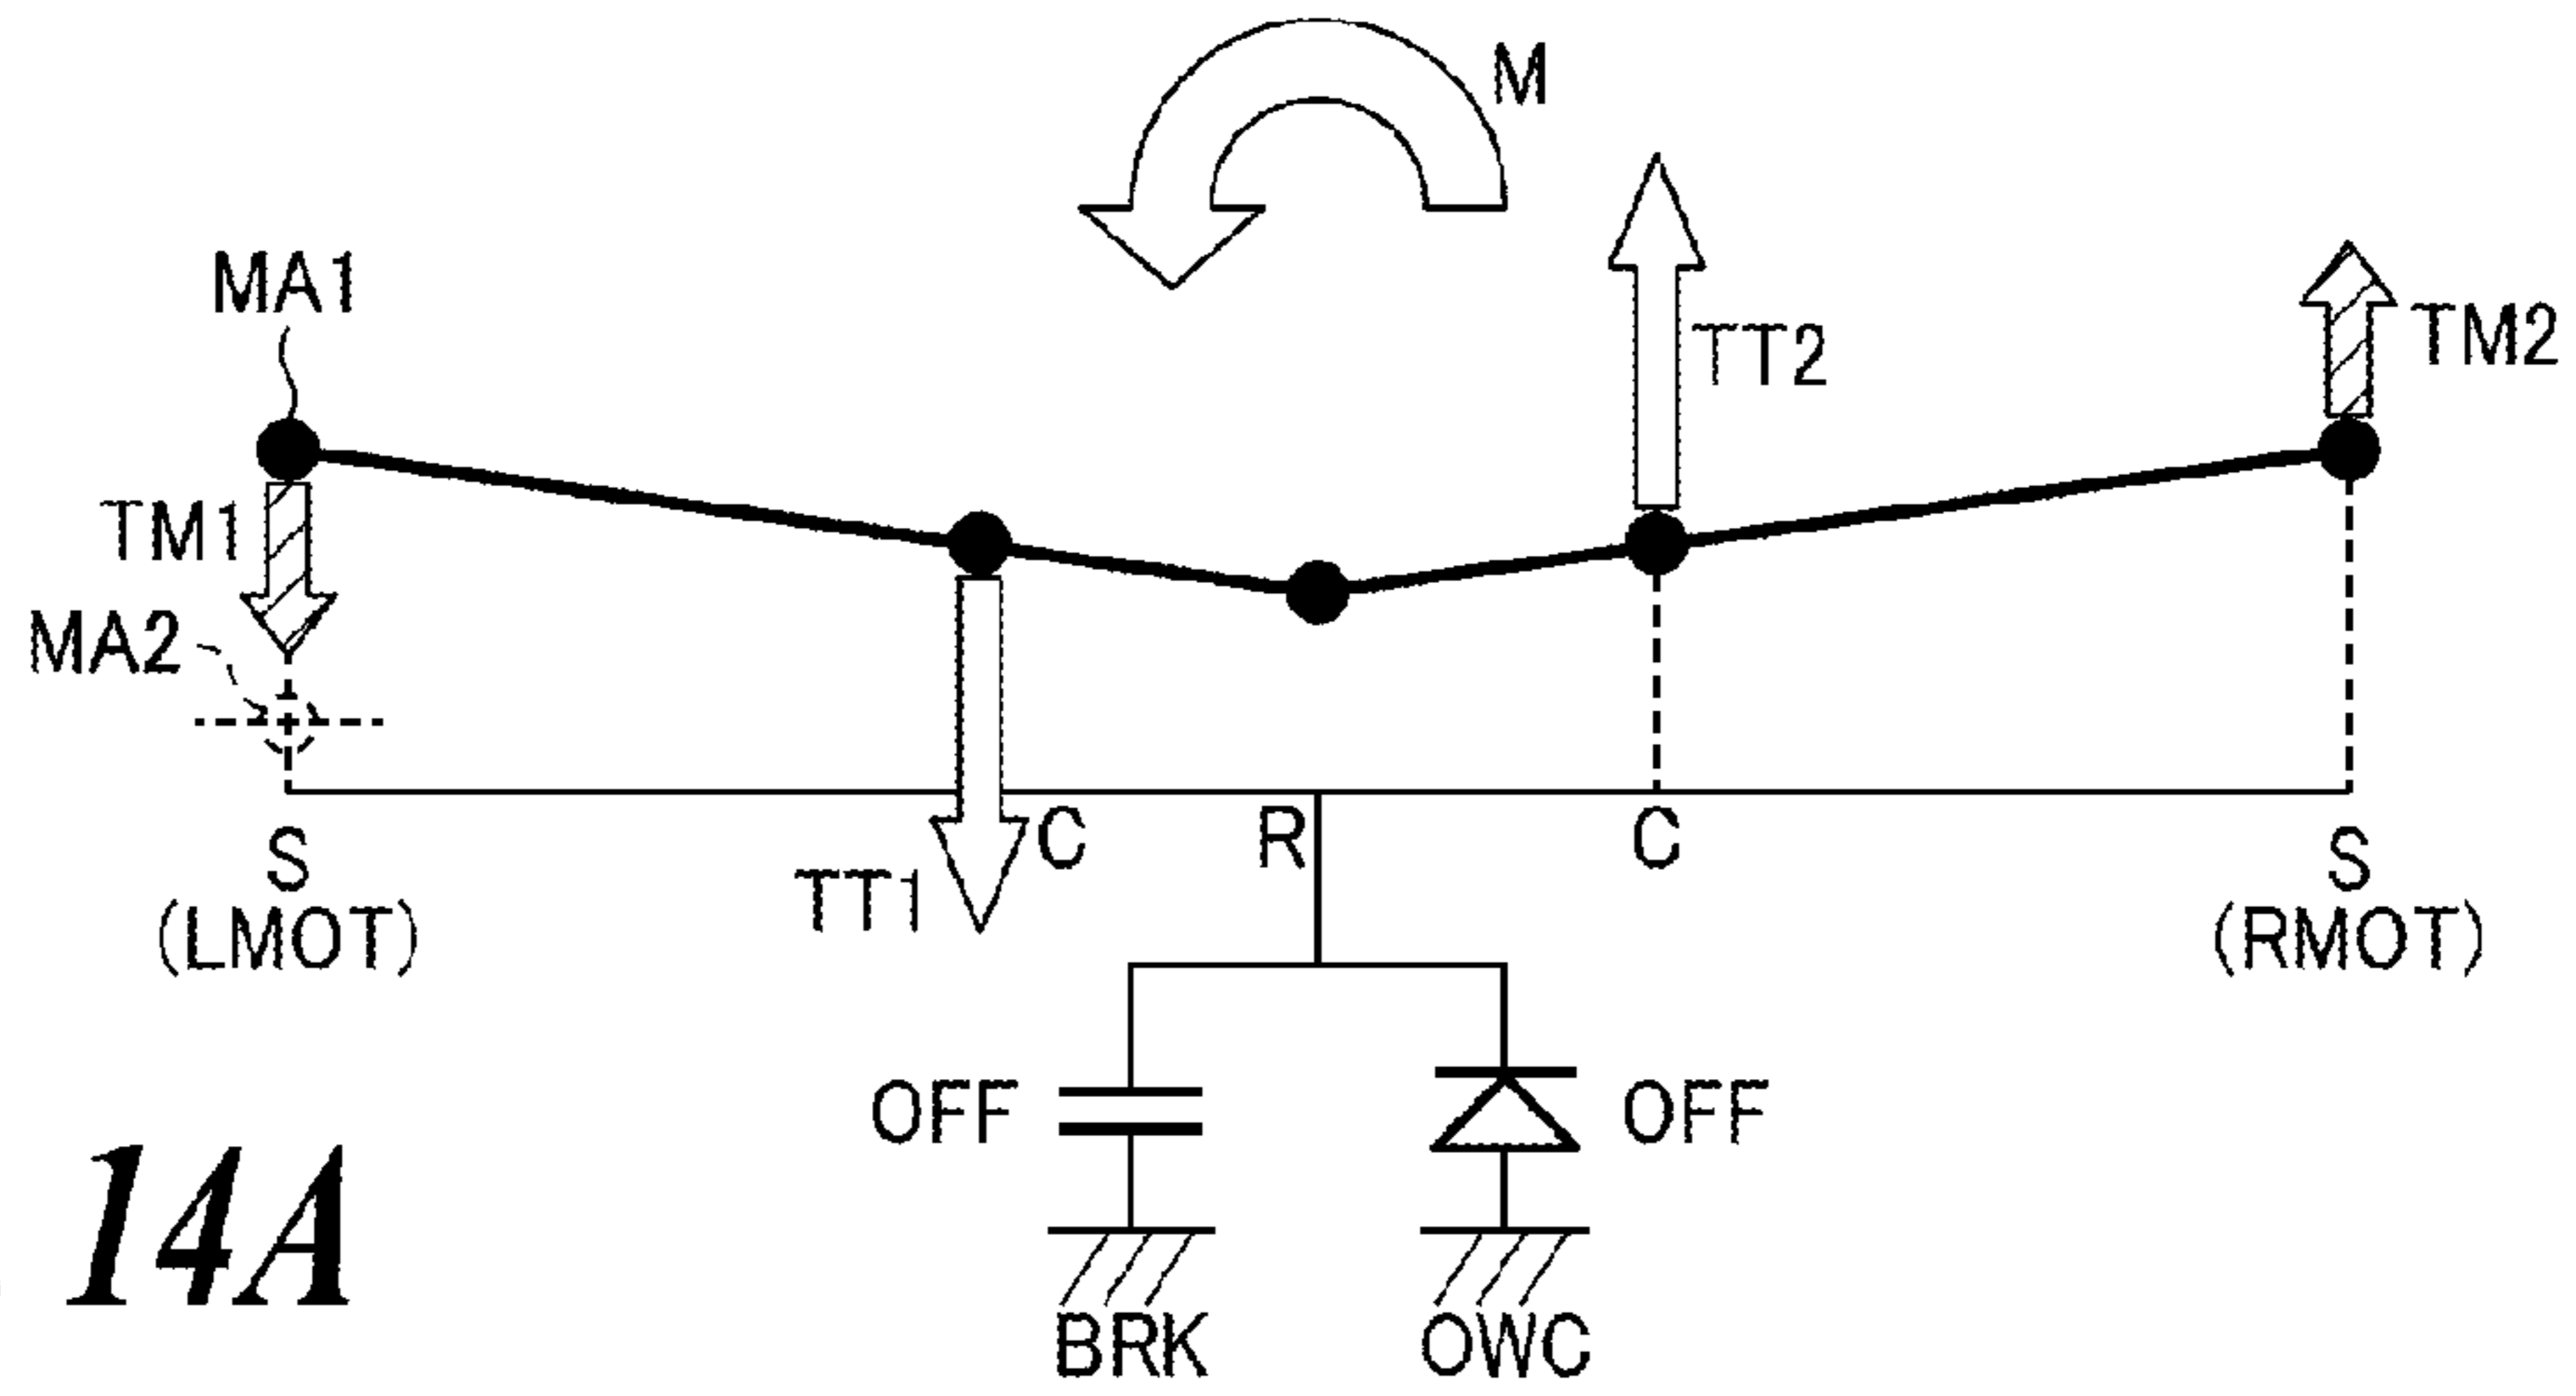 M
MA1
TT2
TM2
TM1
MA2
C
R
C
S
(LMOT)
TT1
S
(RMOT)
OFF
OFF
14A
BRK
OWC